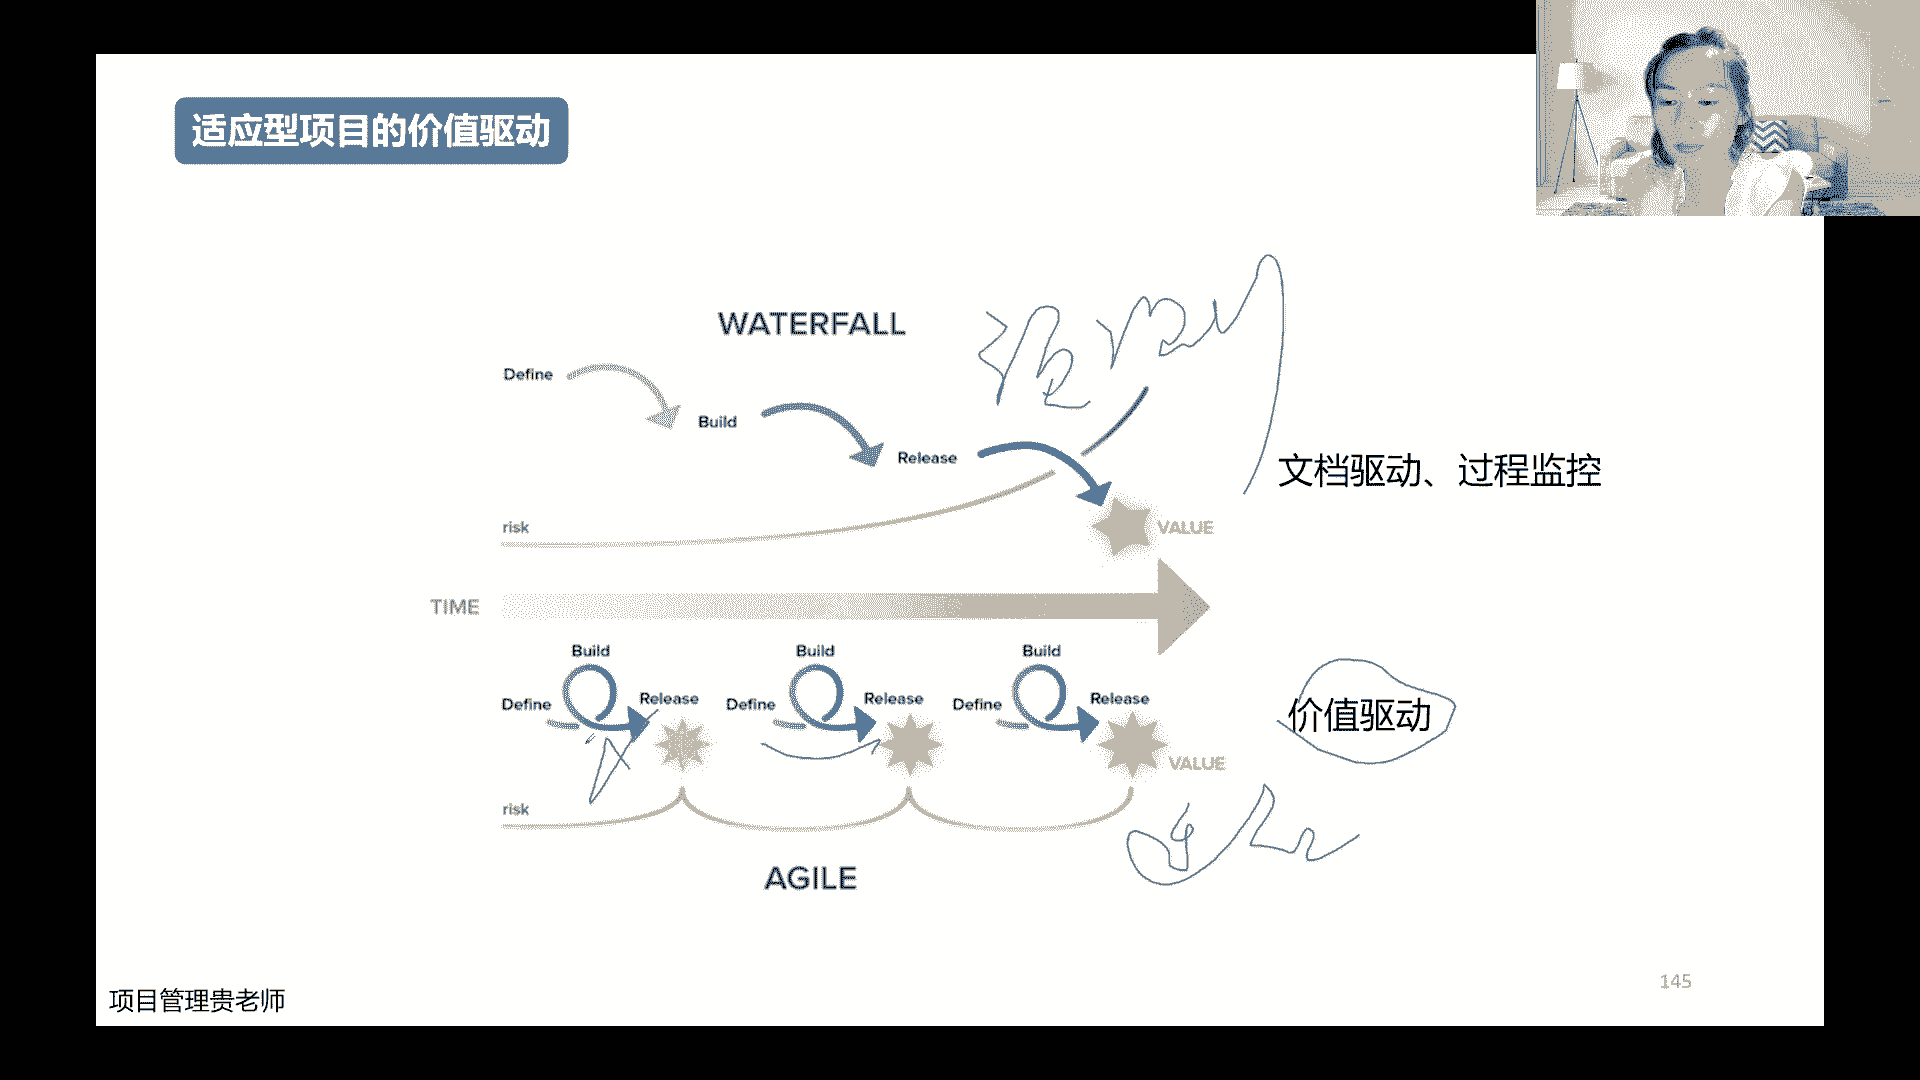 适应型项目的价值驱动
WATERFALL
Define
Build
Release
文档驱动、过程监控
risk
VALUE
TIME
Build
Build
Build
Define
Release
Define
Release
Define
Release
价值驱动
VALUE
risk
AGILE
145
项目管理贵老师